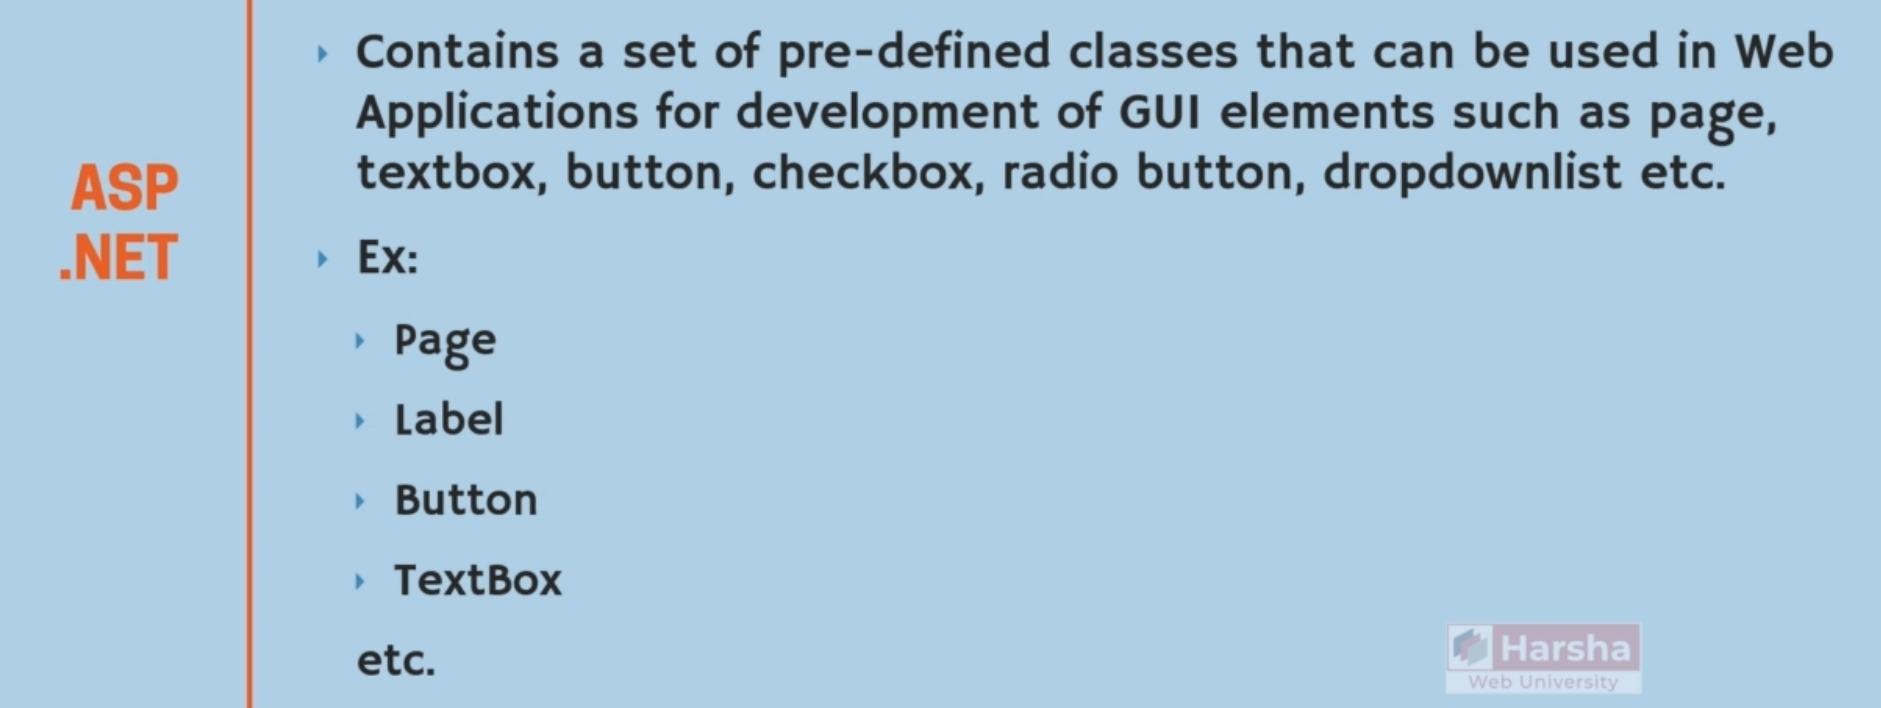 ASP
.NET
Contains a set of pre-defined classes that can be used in Web
Applications for development of GUI elements such as page,
textbox, button, checkbox, radio button, dropdownlist etc.
Ex:
Page
Label
Button
TextBox
etc.
Harsha
Web University